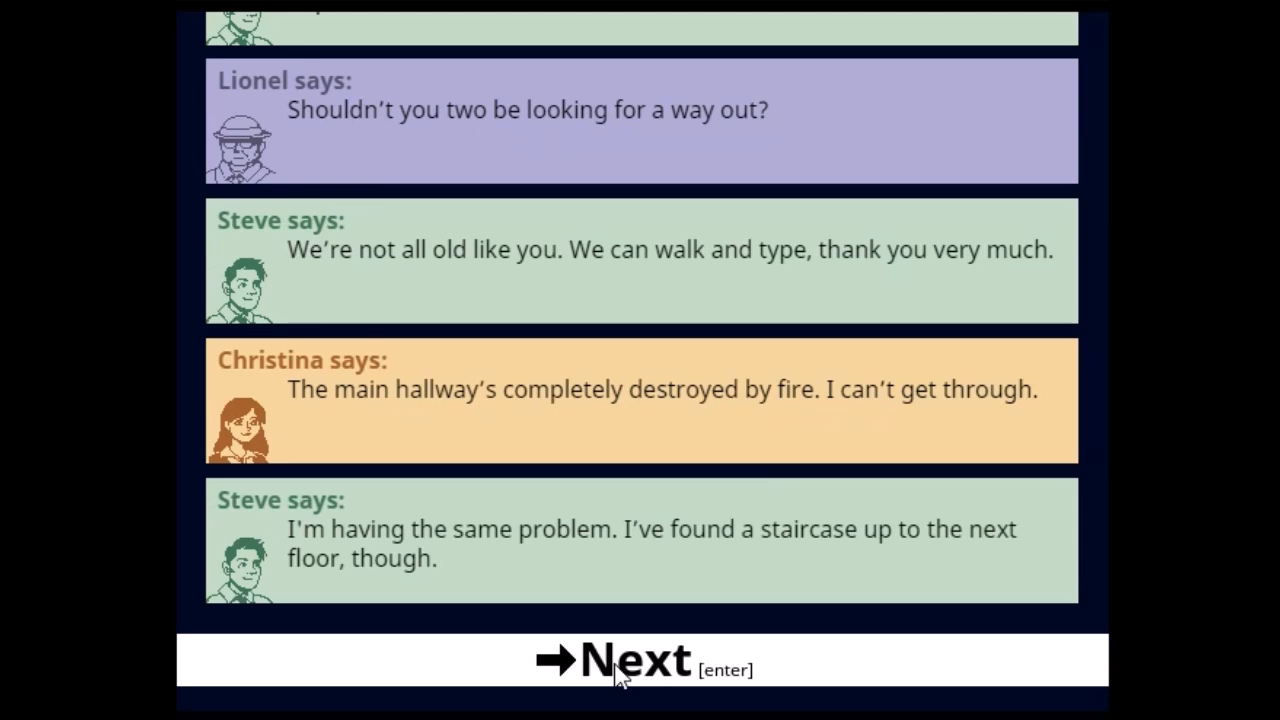 Lionel says:
Shouldn’t you two be looking for a way out?
Steve says:
We’re not all old like you. We can walk and type, thank you very much.
Christina says:
The main hallway’s completely destroyed by fire. I can’t get through.
Steve says:
I'm having the same problem. I’ve found a staircase up to the next
floor, though.
➡Next [enter]